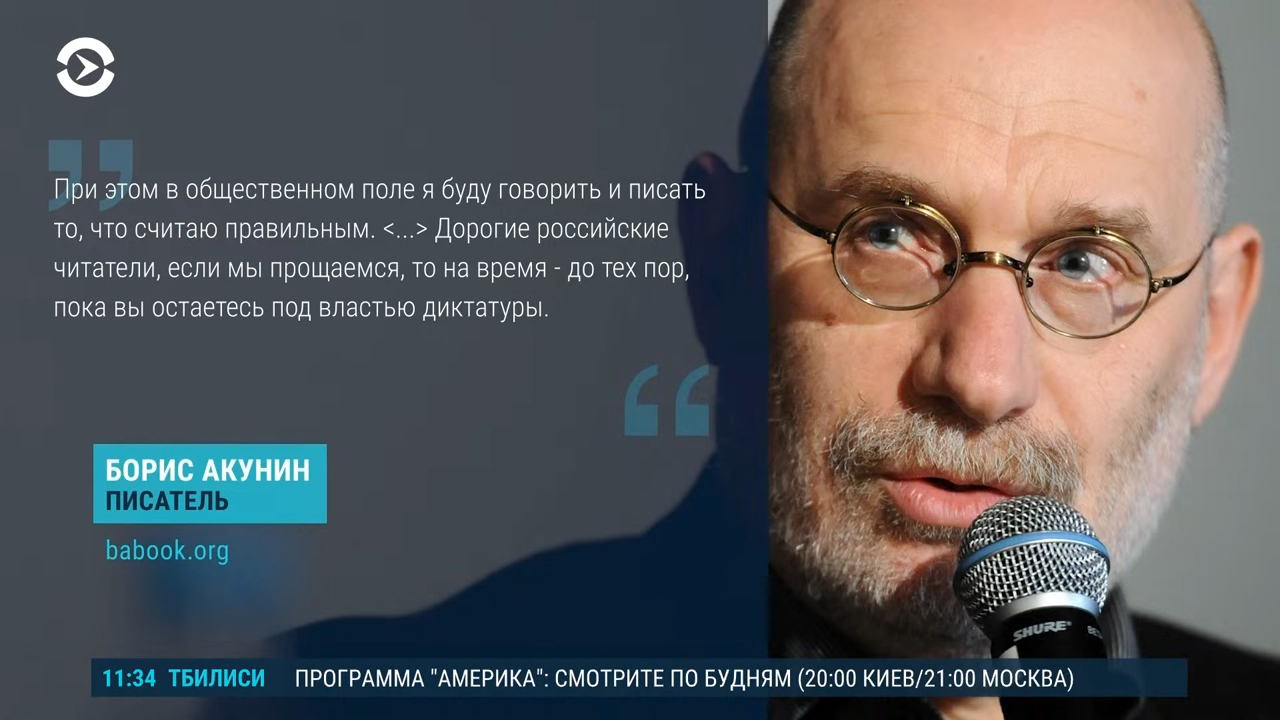 При этом в общественном поле я буду говорить и писать
то, что считаю правильным. <...> Дорогие российские
читатели, если мы прощаемся, то на время - до тех пор,
пока вы остаетесь под властью диктатуры.
БОРИС АКУНИН
ПИСАТЕЛЬ
babook.org
SHURE
11:34 ТБИЛИСИ ПРОГРАММА "АМЕРИКА": СМОТРИТЕ ПО БУДНЯМ (20:00 КИЕВ/21:00 МОСКВА)